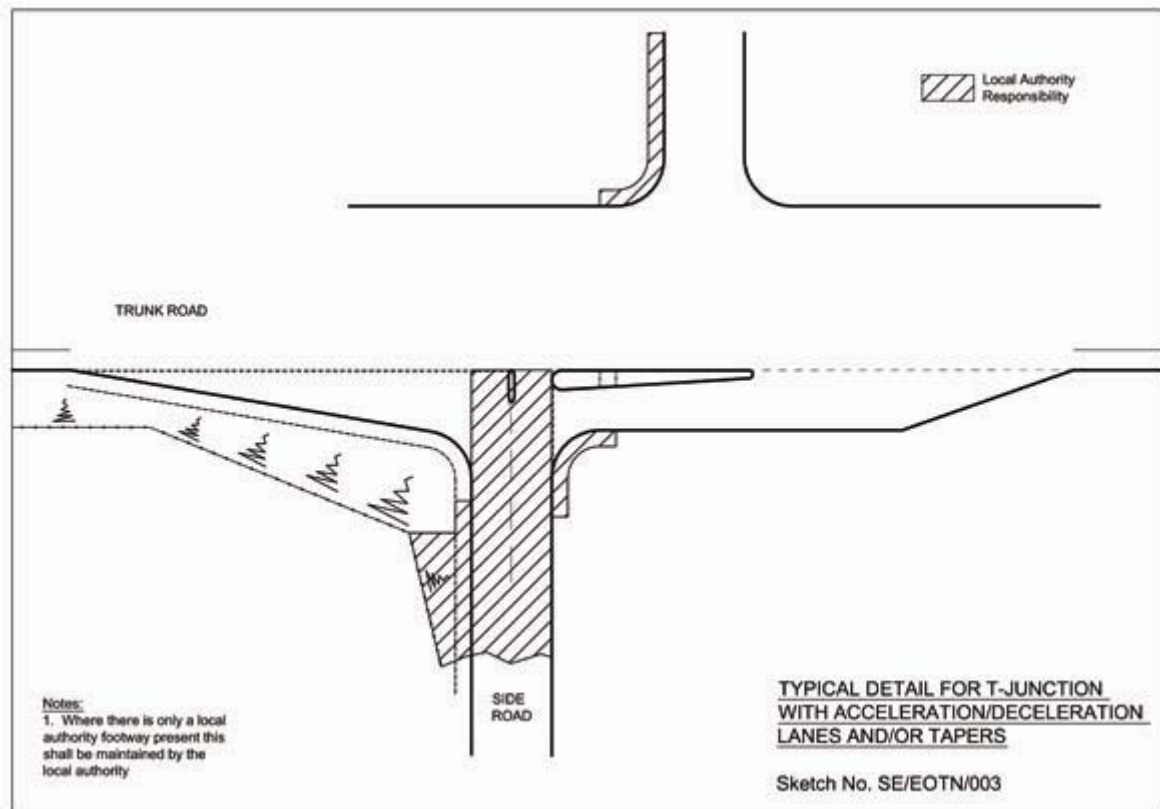 Local Authority
Responsibility
TRUNK ROAD
SIDE
ROAD
Notes:
1. Where there is only a local
authority footway present this
shall be maintained by the
local authority
TYPICAL DETAIL FOR T-JUNCTION
WITH ACCELERATION/DECELERATION
LANES AND/OR TAPERS
Sketch No. SE/EOTN/003